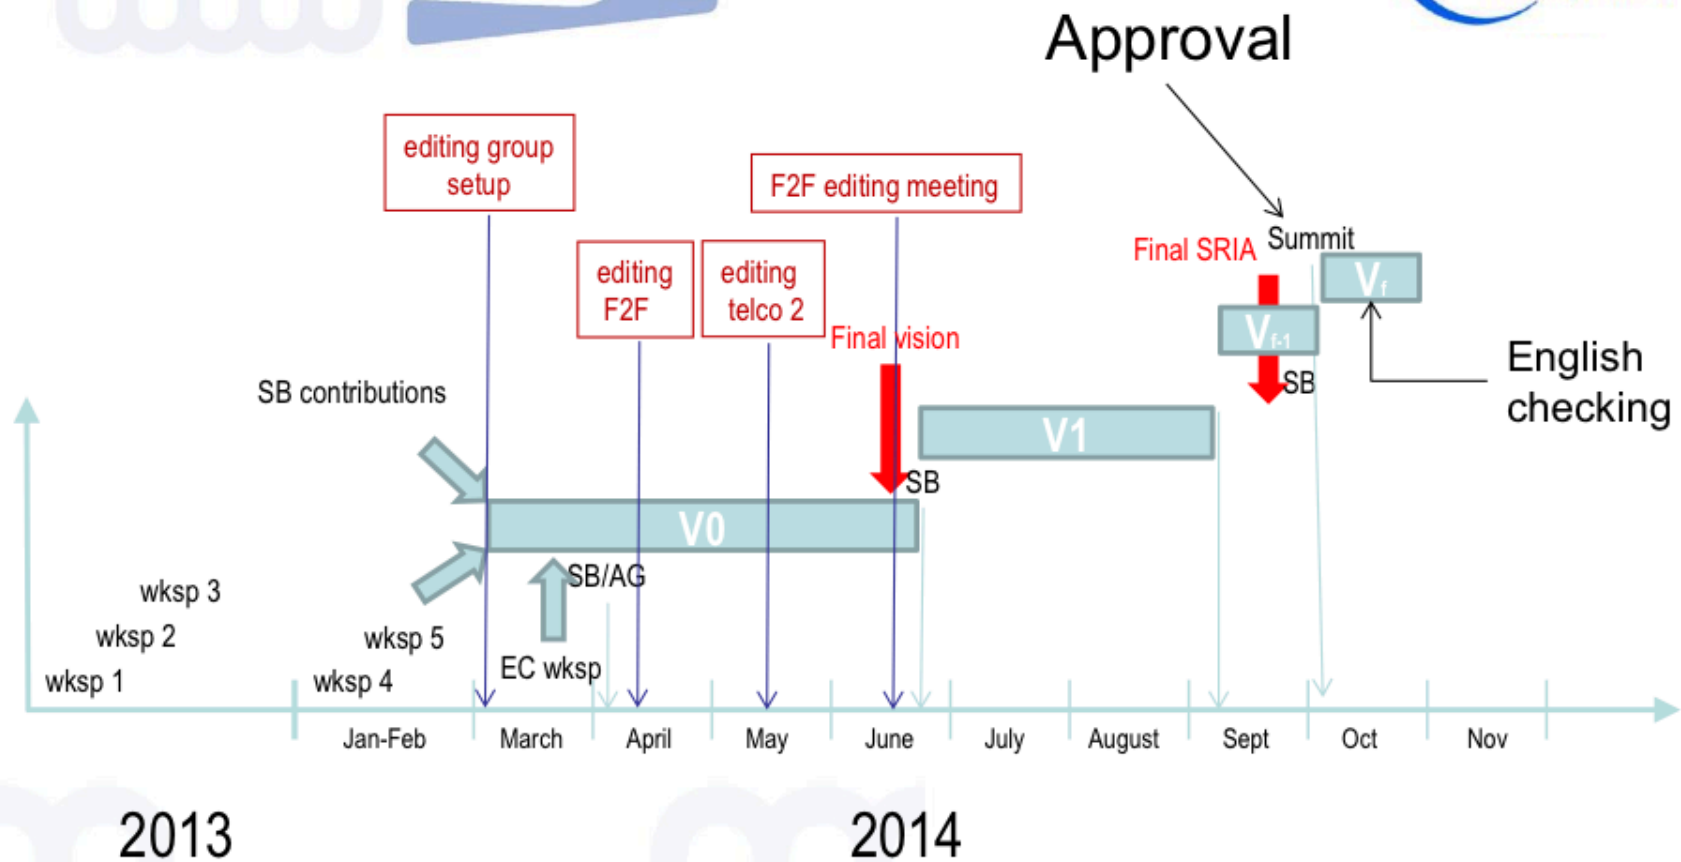 Approval
editing group
setup
F2F editing meeting
Summit
Final SRIA
editing
F2F
editing
telco 2
Vf
Final vision
Vf-1
English
checking
SB contributions
SB
V1
SB
V0
SB/AG
wksp 3
wksp 2
wksp 5
EC wksp
wksp 1
wksp 4
Jan-Feb
March
April
May
June
July
August
Sept
Oct
Nov
2013
2014